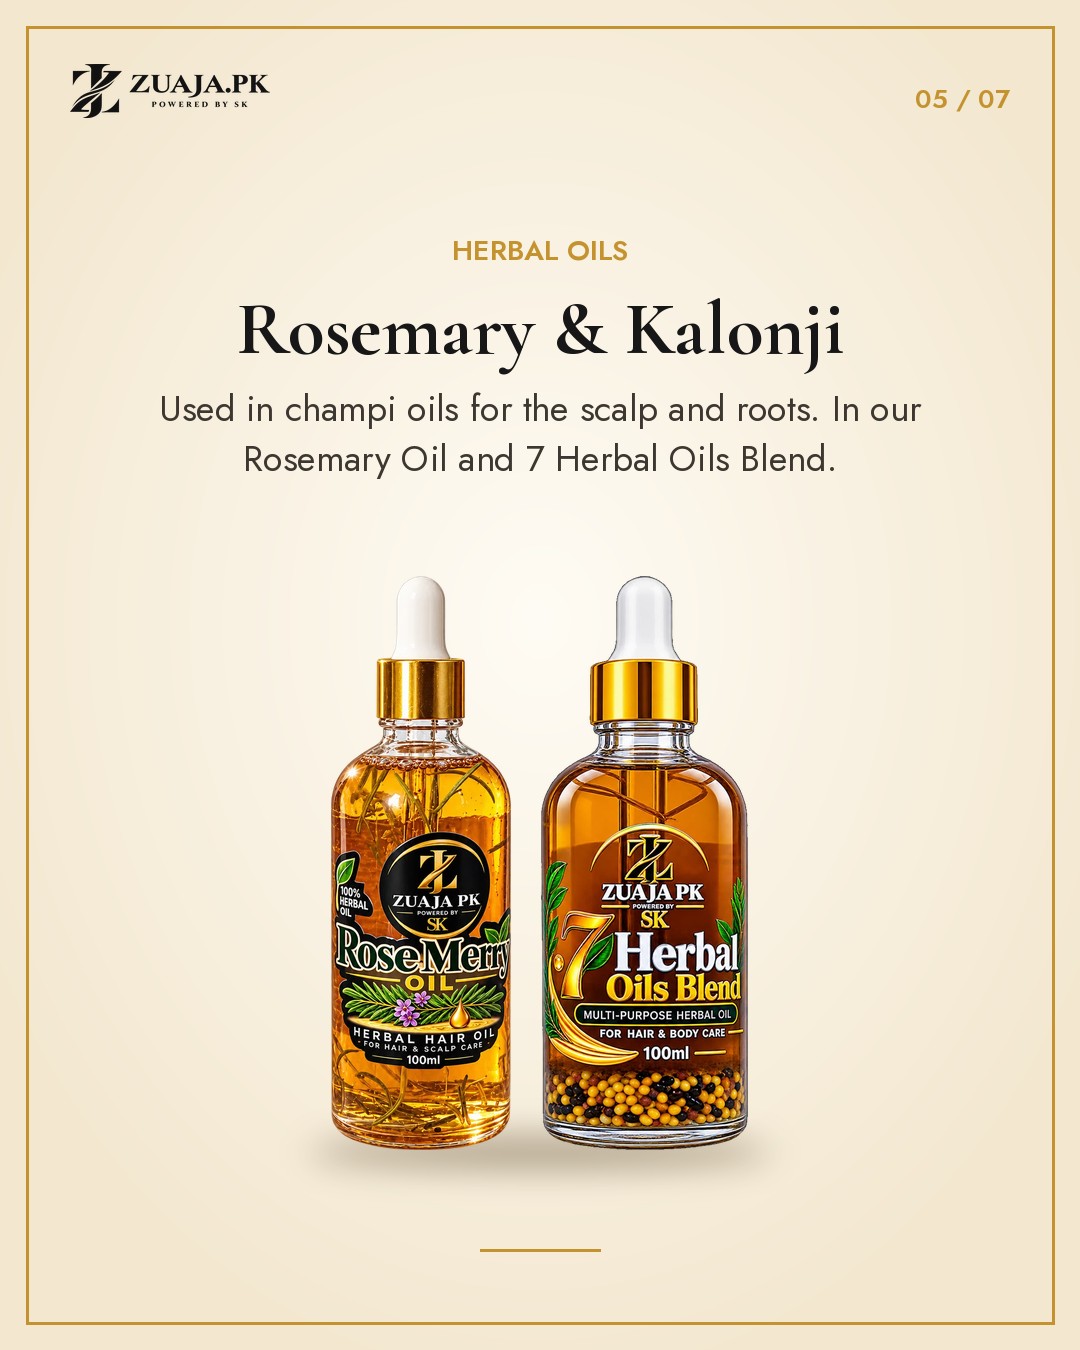 ZUAJA.PK
POWERED BY SK
05 / 07
HERBAL OILS
Rosemary & Kalonji
Used in champi oils for the scalp and roots. In our
Rosemary Oil and 7 Herbal Oils Blend.
100%
HERBAL
OIL
ZUAJA PK
POWERED BY
SK
RoseMerry
OIL
HERBAL HAIR OIL
FOR HAIR & SCALP CARE
100ml
ZUAJA PK
POWERED BY
SK
7 Herbal
Oils Blend
MULTI-PURPOSE HERBAL OIL
FOR HAIR & BODY CARE
100ml